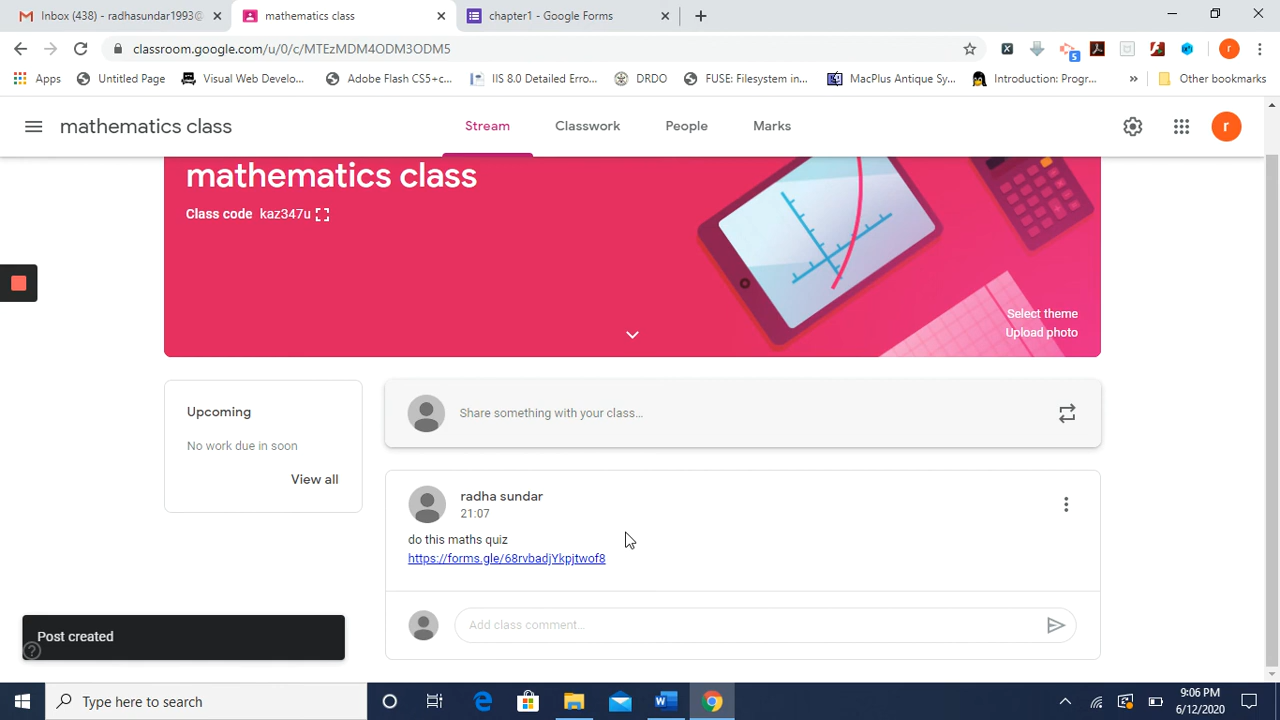 Inbox (438) - radhasundar1993@
mathematics class
chapter1 - Google Forms
classroom.google.com/u/0/c/MTEzMDM4ODM3ODM5
5
r
Apps
Untitled Page
Visual Web Develo...
Adobe Flash CS5+c...
IIS 8.0 Detailed Erro...
DRDO
FUSE: Filesystem in...
MacPlus Antique Sy...
Introduction: Progr...
»
Other bookmarks
mathematics class
Stream
Classwork
People
Marks
r
mathematics class
Class code kaz347u
Select theme
Upload photo
Upcoming
No work due in soon
View all
Share something with your class...
radha sundar
21:07
do this maths quiz
https://forms.gle/68rvbadjYkpjtwof8
Add class comment...
Post created
Type here to search
9:06 PM
6/12/2020